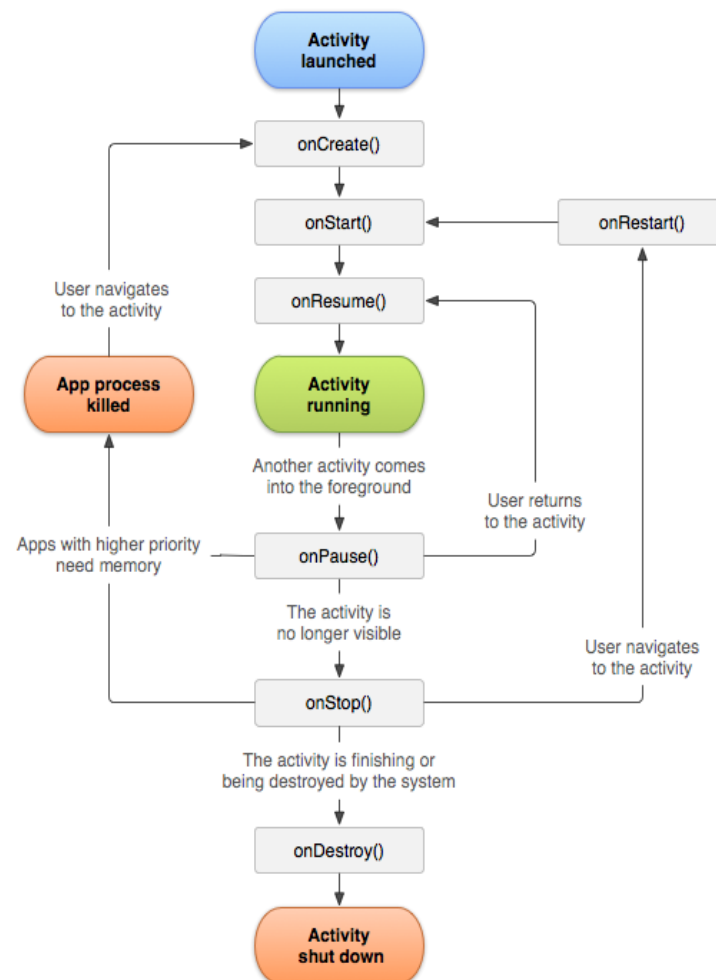 Activity
launched
onCreate()
onStart()
onRestart()
onResume()
User navigates
to the activity
App process
killed
Activity
running
Another activity comes
into the foreground
User returns
to the activity
Apps with higher priority
need memory
onPause()
The activity is
no longer visible
User navigates
to the activity
onStop()
The activity is finishing or
being destroyed by the system
onDestroy()
Activity
shut down